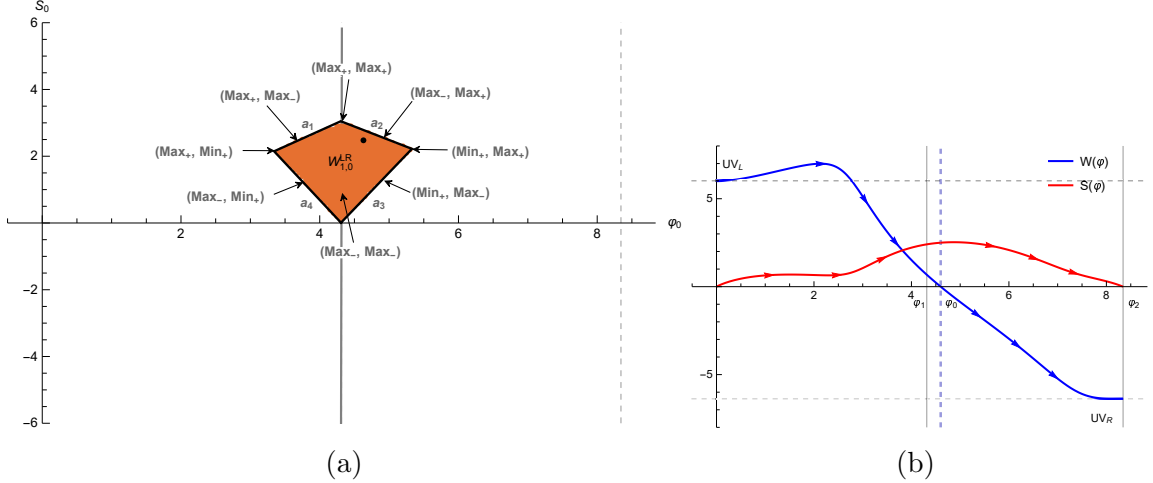 S₀
6
4
2
−2
−4
−6
2
4
6
8
φ₀
(Max₊, Max₊)
(Max₊, Max₋)
(Max₋, Max₊)
a₁
a₂
(Max₊, Min₊)
(Min₊, Max₊)
W₁,₀ᴸᴿ
(Max₋, Min₊)
(Min₊, Max₋)
a₄
a₃
(Max₋, Max₋)
(a)
UV_L
W(φ)
S(φ)
5
−5
2
4
6
8
φ₁
φ₀
φ₂
UV_R
(b)